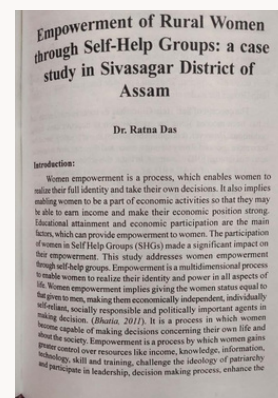 Empowerment of Rural Women
through Self-Help Groups: a case
study in Sivasagar District of
Assam
Dr. Ratna Das
Introduction:
Women empowerment is a process, which enables women to
realize their full identity and take their own decisions. It also implies
enabling women to be a part of economic activities so that they may
be able to earn income and make their economic position strong.
Educational attainment and economic participation are the main
factors, which can provide empowerment to women. The participation
of women in Self Help Groups (SHGs) made a significant impact on
their empowerment. This study addresses women empowerment
through self-help groups. Empowerment is a multidimensional process
to enable women to realize their identity and power in all aspects of
life. Women empowerment implies giving the women status equal to
that given to men, making them economically independent, individually
self-reliant, socially responsible and politically important agents in
making decision. (Bhatia, 2011). It is a process in which women
become capable of making decisions concerning their own life and
about the society. Empowerment is a process by which women gains
greater control over resources like income, knowledge, information,
technology, skill and training, challenge the ideology of patriarchy
and participate in leadership, decision making process, enhance the